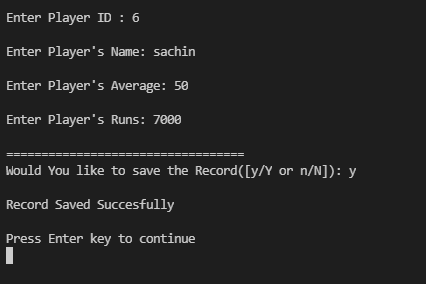 Enter Player ID : 6
Enter Player's Name: sachin
Enter Player's Average: 50
Enter Player's Runs: 7000
==================================
Would You like to save the Record([y/Y or n/N]): y
Record Saved Succesfully
Press Enter key to continue